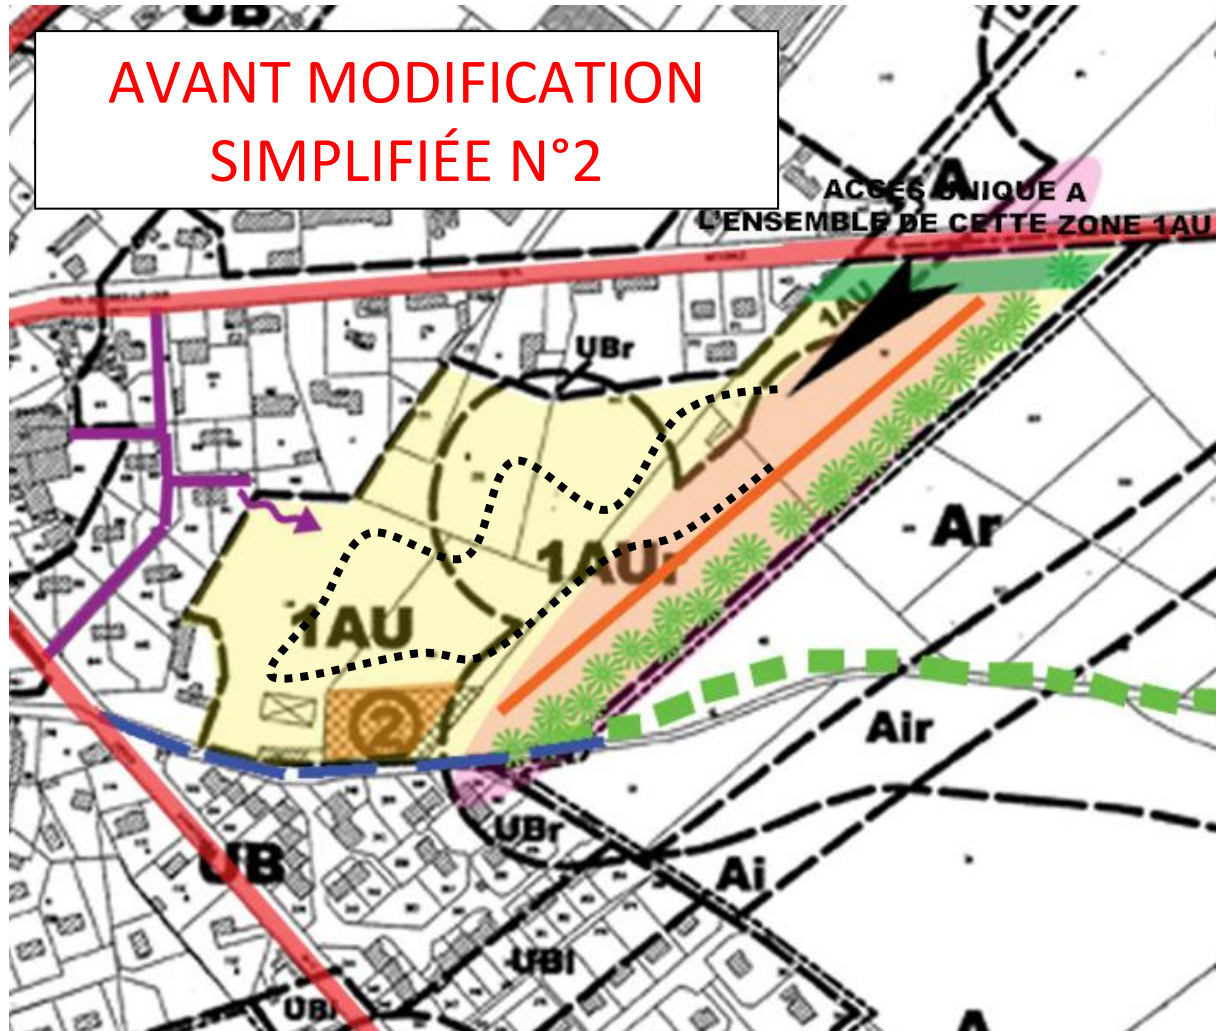 UB
AVANT MODIFICATION
SIMPLIFIÉE N°2
A
ACCES UNIQUE A
L'ENSEMBLE DE CETTE ZONE 1AU
1AU
UBr
Ar
1AUr
1AU
2
Air
UBr
UB
Ai
UBI
UBI
A